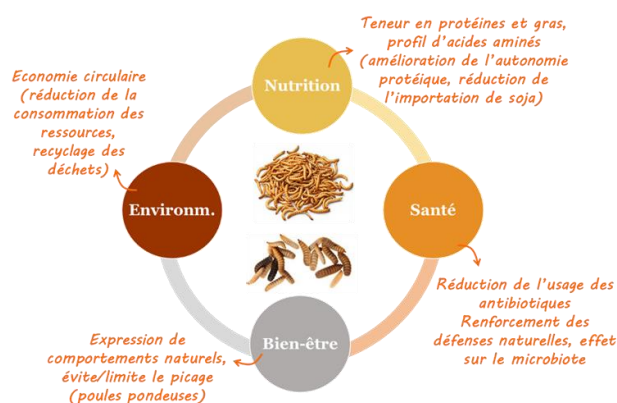 Teneur en protéines et gras,
profil d'acides aminés
(amélioration de l'autonomie
protéique, réduction de
l'importation de soja)
Nutrition
Economie circulaire
(réduction de la
consommation des
ressources,
recyclage des
déchets)
Environm.
Santé
Réduction de l'usage des
antibiotiques
Renforcement des
défenses naturelles, effet
sur le microbiote
Bien-être
Expression de
comportements naturels,
évite/limite le picage
(poules pondeuses)